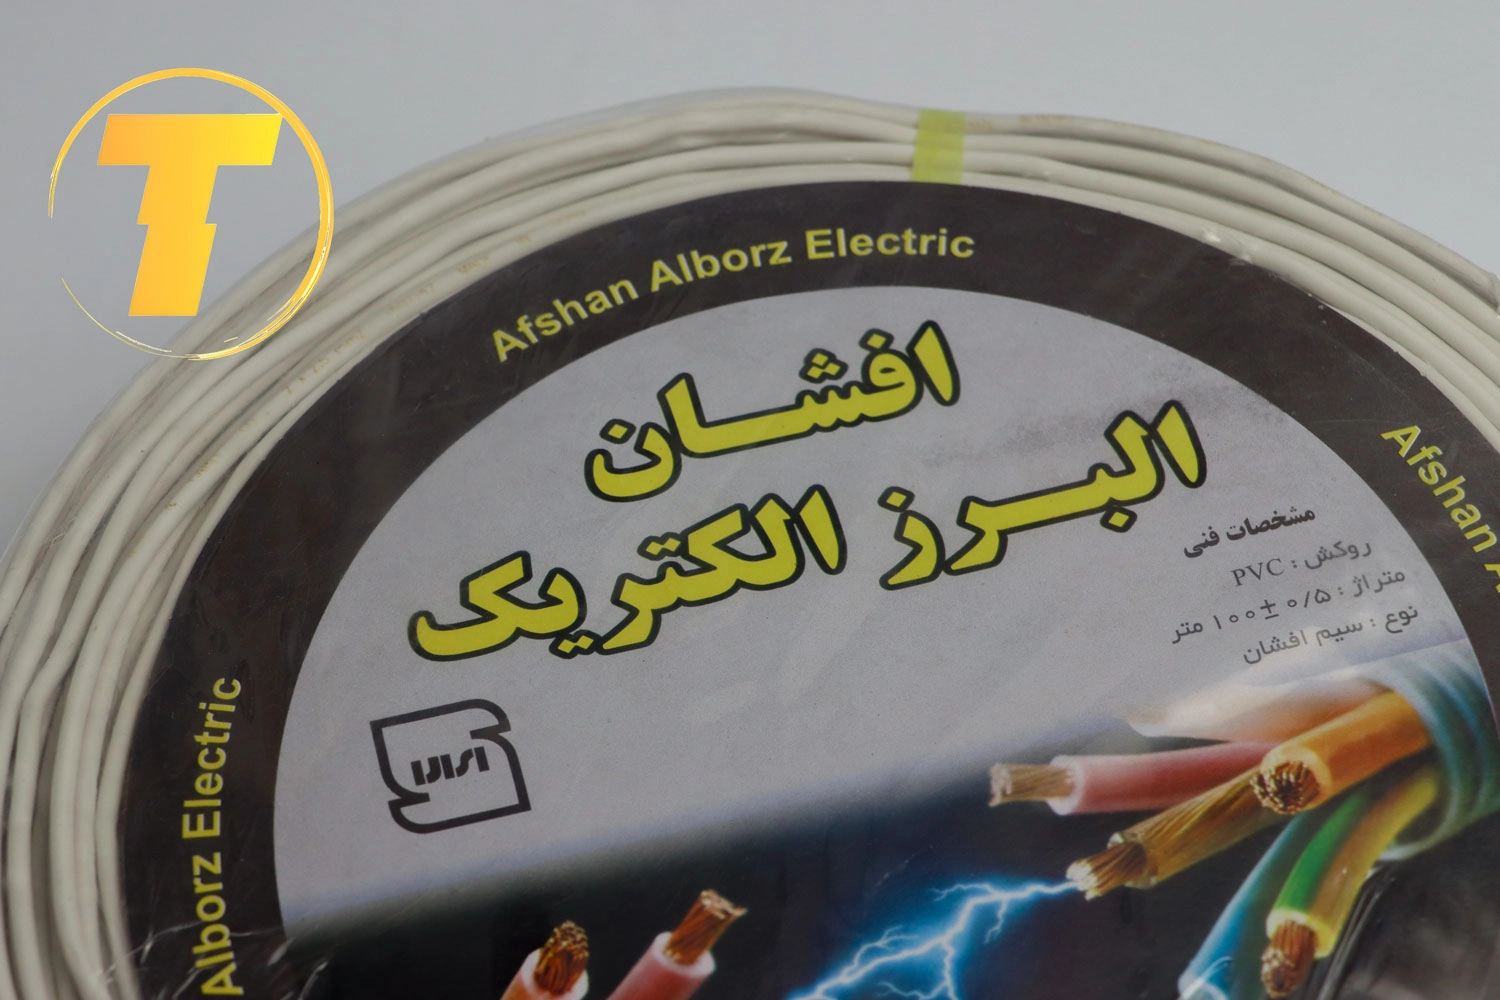 T
Afshan Alborz Electric
افشان
البرز الکتریک
مشخصات فنی
روکش : PVC
متراژ : ۰/۵ ± ۱۰۰ متر
نوع : سیم افشان
Alborz Electric
Afshan